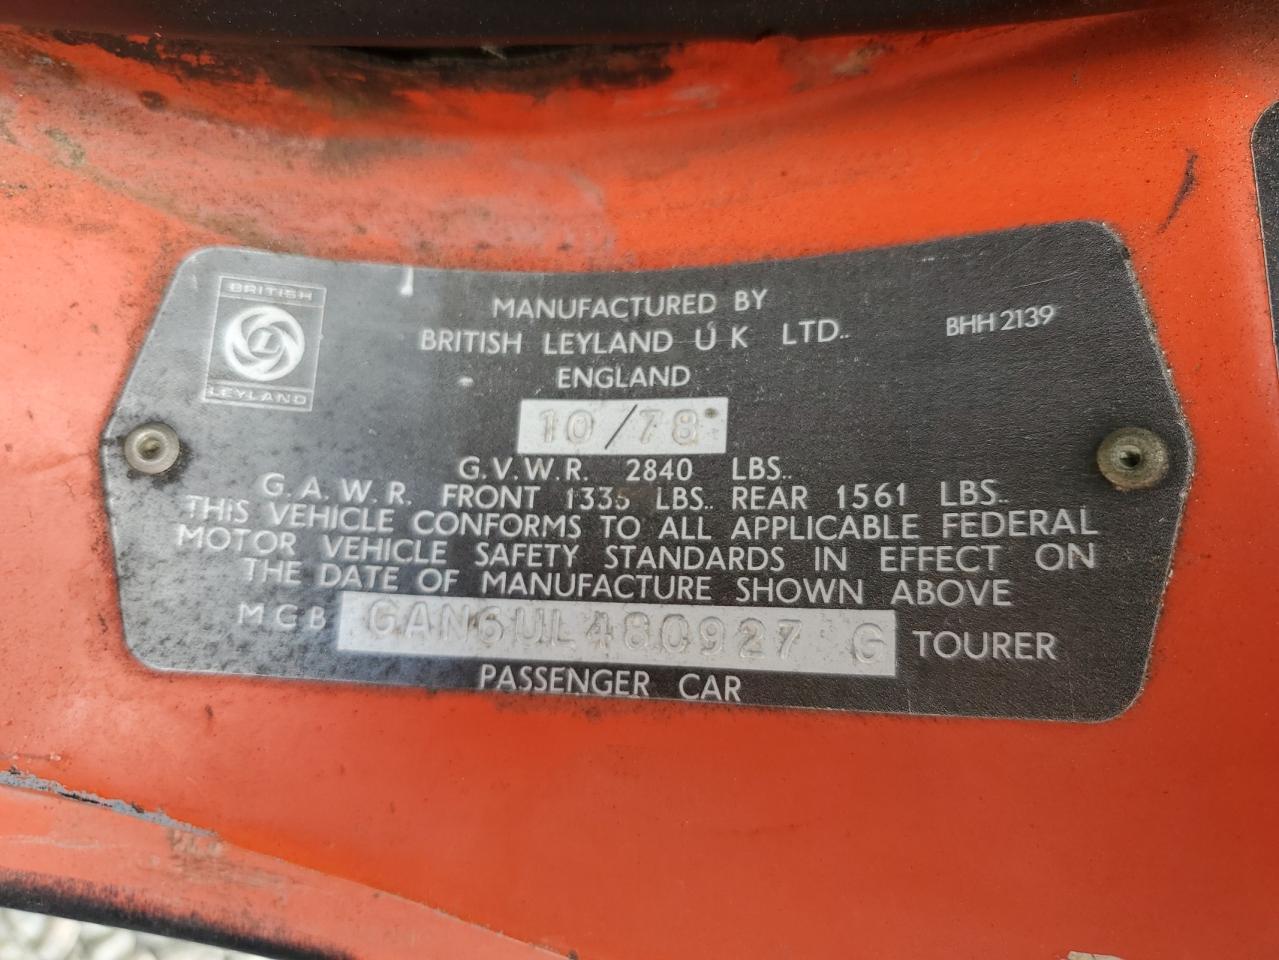 BRITISH
LEYLAND
MANUFACTURED BY
BRITISH LEYLAND U K LTD..
BHH 2139
ENGLAND
10/78
G.V.W.R. 2840 LBS..
G.A.W.R. FRONT 1335 LBS.. REAR 1561 LBS..
THIS VEHICLE CONFORMS TO ALL APPLICABLE FEDERAL
MOTOR VEHICLE SAFETY STANDARDS IN EFFECT ON
THE DATE OF MANUFACTURE SHOWN ABOVE
MCB GAN6UL480927 G TOURER
PASSENGER CAR